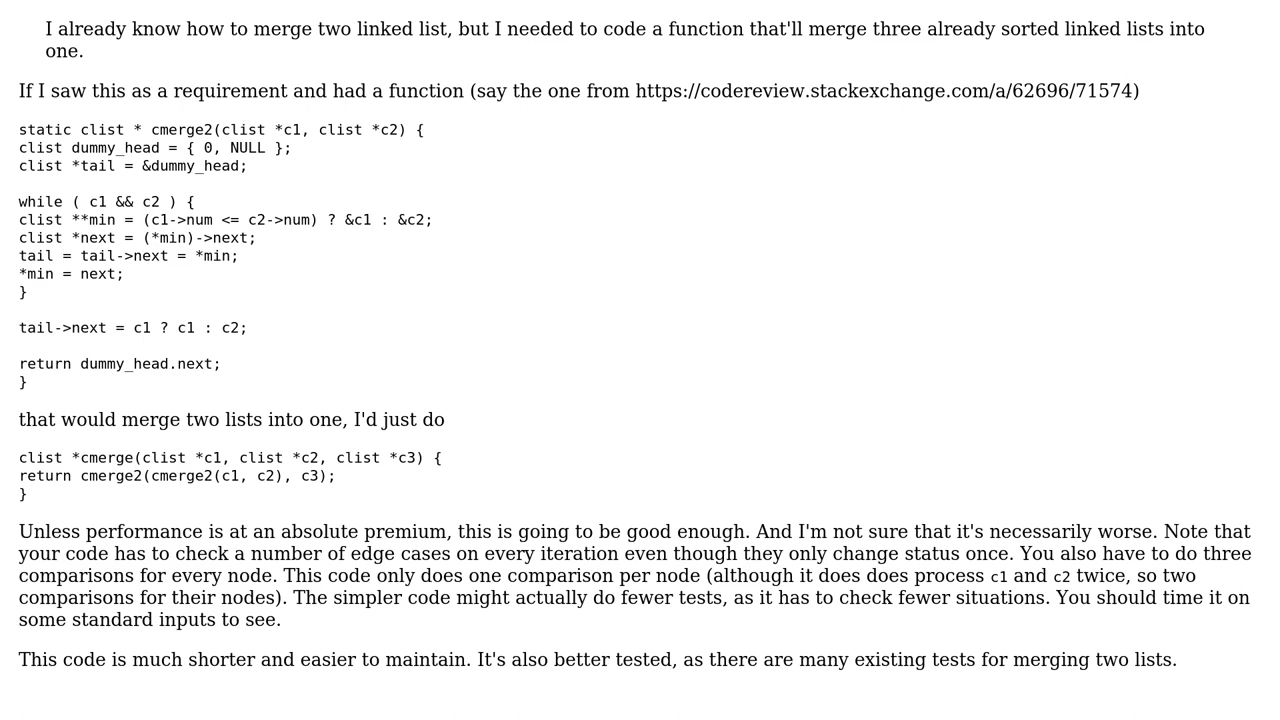 I already know how to merge two linked list, but I needed to code a function that'll merge three already sorted linked lists into
one.
If I saw this as a requirement and had a function (say the one from https://codereview.stackexchange.com/a/62696/71574)
static clist * cmerge2(clist *c1, clist *c2) {
clist dummy_head = { 0, NULL };
clist *tail = &dummy_head;
while ( c1 && c2 ) {
clist **min = (c1->num <= c2->num) ? &c1 : &c2;
clist *next = (*min)->next;
tail = tail->next = *min;
*min = next;
}
tail->next = c1 ? c1 : c2;
return dummy_head.next;
}
that would merge two lists into one, I'd just do
clist *cmerge(clist *c1, clist *c2, clist *c3) {
return cmerge2(cmerge2(c1, c2), c3);
}
Unless performance is at an absolute premium, this is going to be good enough. And I'm not sure that it's necessarily worse. Note that
your code has to check a number of edge cases on every iteration even though they only change status once. You also have to do three
comparisons for every node. This code only does one comparison per node (although it does does process c1 and c2 twice, so two
comparisons for their nodes). The simpler code might actually do fewer tests, as it has to check fewer situations. You should time it on
some standard inputs to see.
This code is much shorter and easier to maintain. It's also better tested, as there are many existing tests for merging two lists.